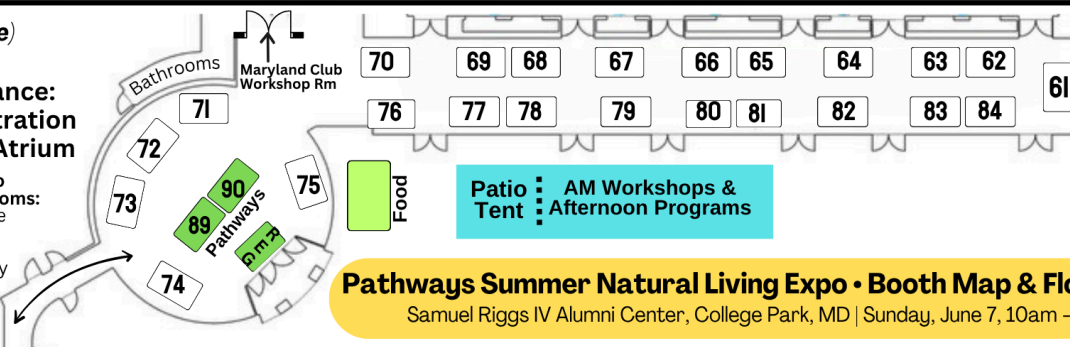 e)
ance:
tration
Atrium
oms:
e
y
Bathrooms
Maryland Club
Workshop Rm
70 69 68 67 66 65 64 63 62
61
76 77 78 79 80 81 82 83 84
71
72
73
74
75
90
89
Pathways
REG
Food
Patio
Tent
AM Workshops &
Afternoon Programs
Pathways Summer Natural Living Expo • Booth Map & Flo
Samuel Riggs IV Alumni Center, College Park, MD | Sunday, June 7, 10am –